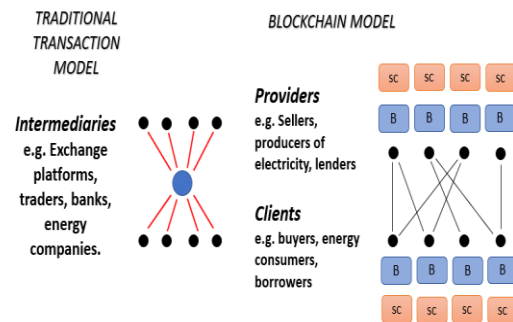 TRADITIONAL
TRANSACTION
MODEL
Intermediaries
e.g. Exchange
platforms,
traders, banks,
energy
companies.
BLOCKCHAIN MODEL
Providers
e.g. Sellers,
producers of
electricity, lenders
Clients
e.g. buyers, energy
consumers,
borrowers
SC SC SC SC
B B B B
B B B B
SC SC SC SC